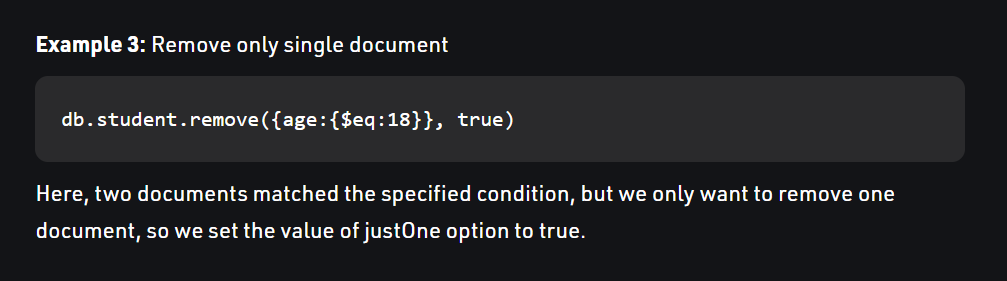 Example 3: Remove only single document
db.student.remove({age:{$eq:18}}, true)
Here, two documents matched the specified condition, but we only want to remove one
document, so we set the value of justOne option to true.